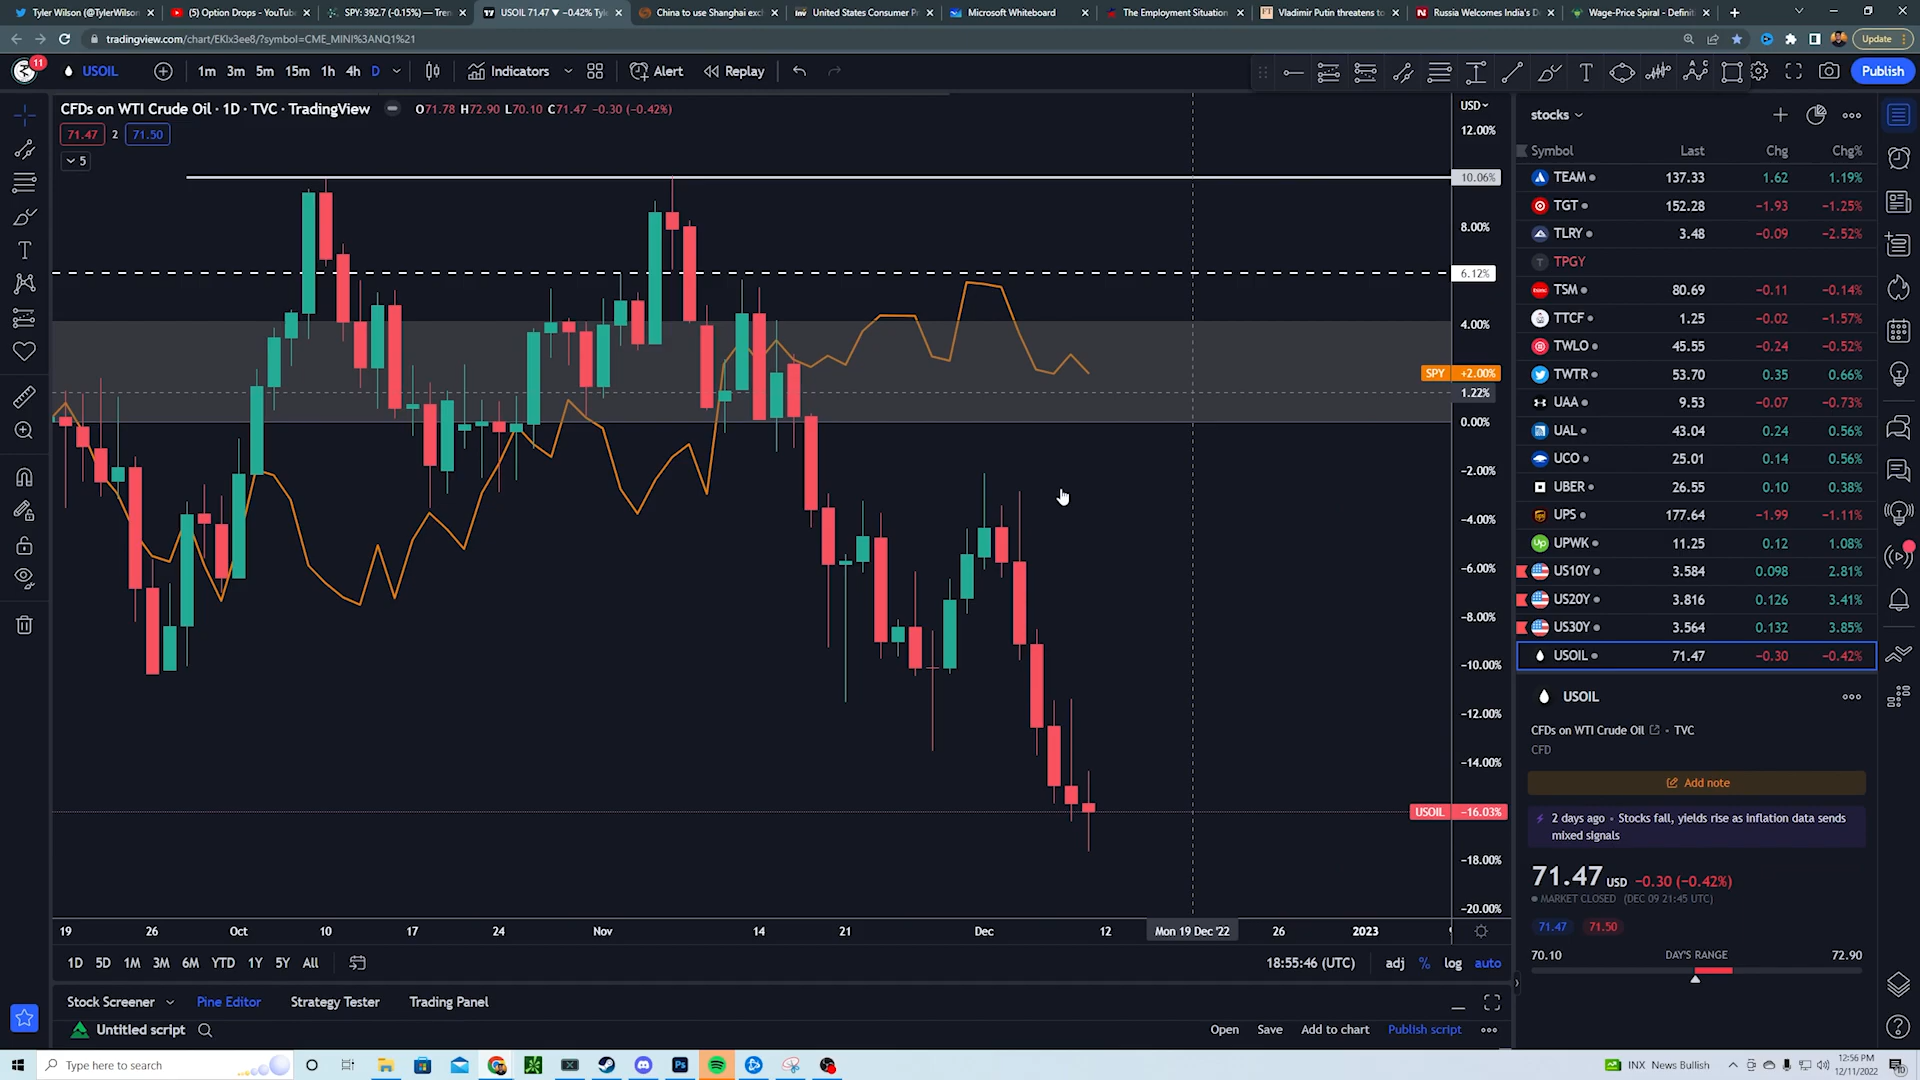 Tyler Wilson (@TylerWilson
(5) Option Drops - YouTube
SPY: 392.7 (-0.15%) — Tren
USOIL 71.47 ▼ −0.42% Tyle
China to use Shanghai exch
United States Consumer Pr
Microsoft Whiteboard
The Employment Situation
Vladimir Putin threatens to
Russia Welcomes India's De
Wage-Price Spiral - Definiti
tradingview.com/chart/EKIx3ee8/?symbol=CME_MINI%3ANQ1%21
Update
11
USOIL
1m 3m 5m 15m 1h 4h D
Indicators
Alert
Replay
Publish
CFDs on WTI Crude Oil · 1D · TVC · TradingView
O71.78 H72.90 L70.10 C71.47 −0.30 (−0.42%)
71.47 2 71.50
5
USD
12.00%
10.06%
8.00%
6.12%
4.00%
SPY +2.00%
1.22%
0.00%
−2.00%
−4.00%
−6.00%
−8.00%
−10.00%
−12.00%
−14.00%
USOIL −16.03%
−18.00%
−20.00%
19 26 Oct 10 17 24 Nov 14 21 Dec 12 Mon 19 Dec '22 26 2023
1D 5D 1M 3M 6M YTD 1Y 5Y All
18:55:46 (UTC) adj % log auto
Stock Screener Pine Editor Strategy Tester Trading Panel
Untitled script
Open Save Add to chart Publish script
stocks
Symbol Last Chg Chg%
TEAM 137.33 1.62 1.19%
TGT 152.28 −1.93 −1.25%
TLRY 3.48 −0.09 −2.52%
TPGY
TSM 80.69 −0.11 −0.14%
TTCF 1.25 −0.02 −1.57%
TWLO 45.55 −0.24 −0.52%
TWTR 53.70 0.35 0.66%
UAA 9.53 −0.07 −0.73%
UAL 43.04 0.24 0.56%
UCO 25.01 0.14 0.56%
UBER 26.55 0.10 0.38%
UPS 177.64 −1.99 −1.11%
UPWK 11.25 0.12 1.08%
US10Y 3.584 0.098 2.81%
US20Y 3.816 0.126 3.41%
US30Y 3.564 0.132 3.85%
USOIL 71.47 −0.30 −0.42%
USOIL
CFDs on WTI Crude Oil • TVC
CFD
Add note
2 days ago • Stocks fall, yields rise as inflation data sends
mixed signals
71.47 USD −0.30 (−0.42%)
MARKET CLOSED (DEC 09 21:45 UTC)
71.47 71.50
70.10 DAY'S RANGE 72.90
Type here to search
INX News Bullish
12:56 PM
12/11/2022